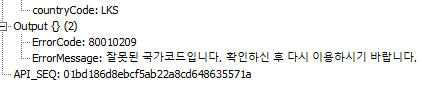 countryCode: LKS
Output {} (2)
ErrorCode: 80010209
ErrorMessage: 잘못된 국가코드입니다. 확인하신 후 다시 이용하시기 바랍니다.
API_SEQ: 01bd186d8ebcf5ab22a8cd648635571a